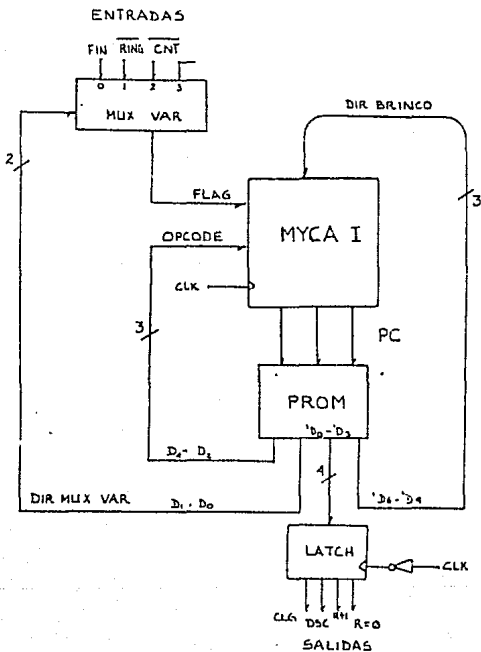 ENTRADAS
FIN RING CNT
0 1 2 3
MUX VAR
DIR BRINCO
2
3
FLAG
OPCODE
MYCA I
CLK
3
PC
PROM
'D0-'D3
D4-D2
4
DIR MUX VAR D1,D0
'D6-'D4
LATCH
CLK
CLG DSC R+1 R=0
SALIDAS